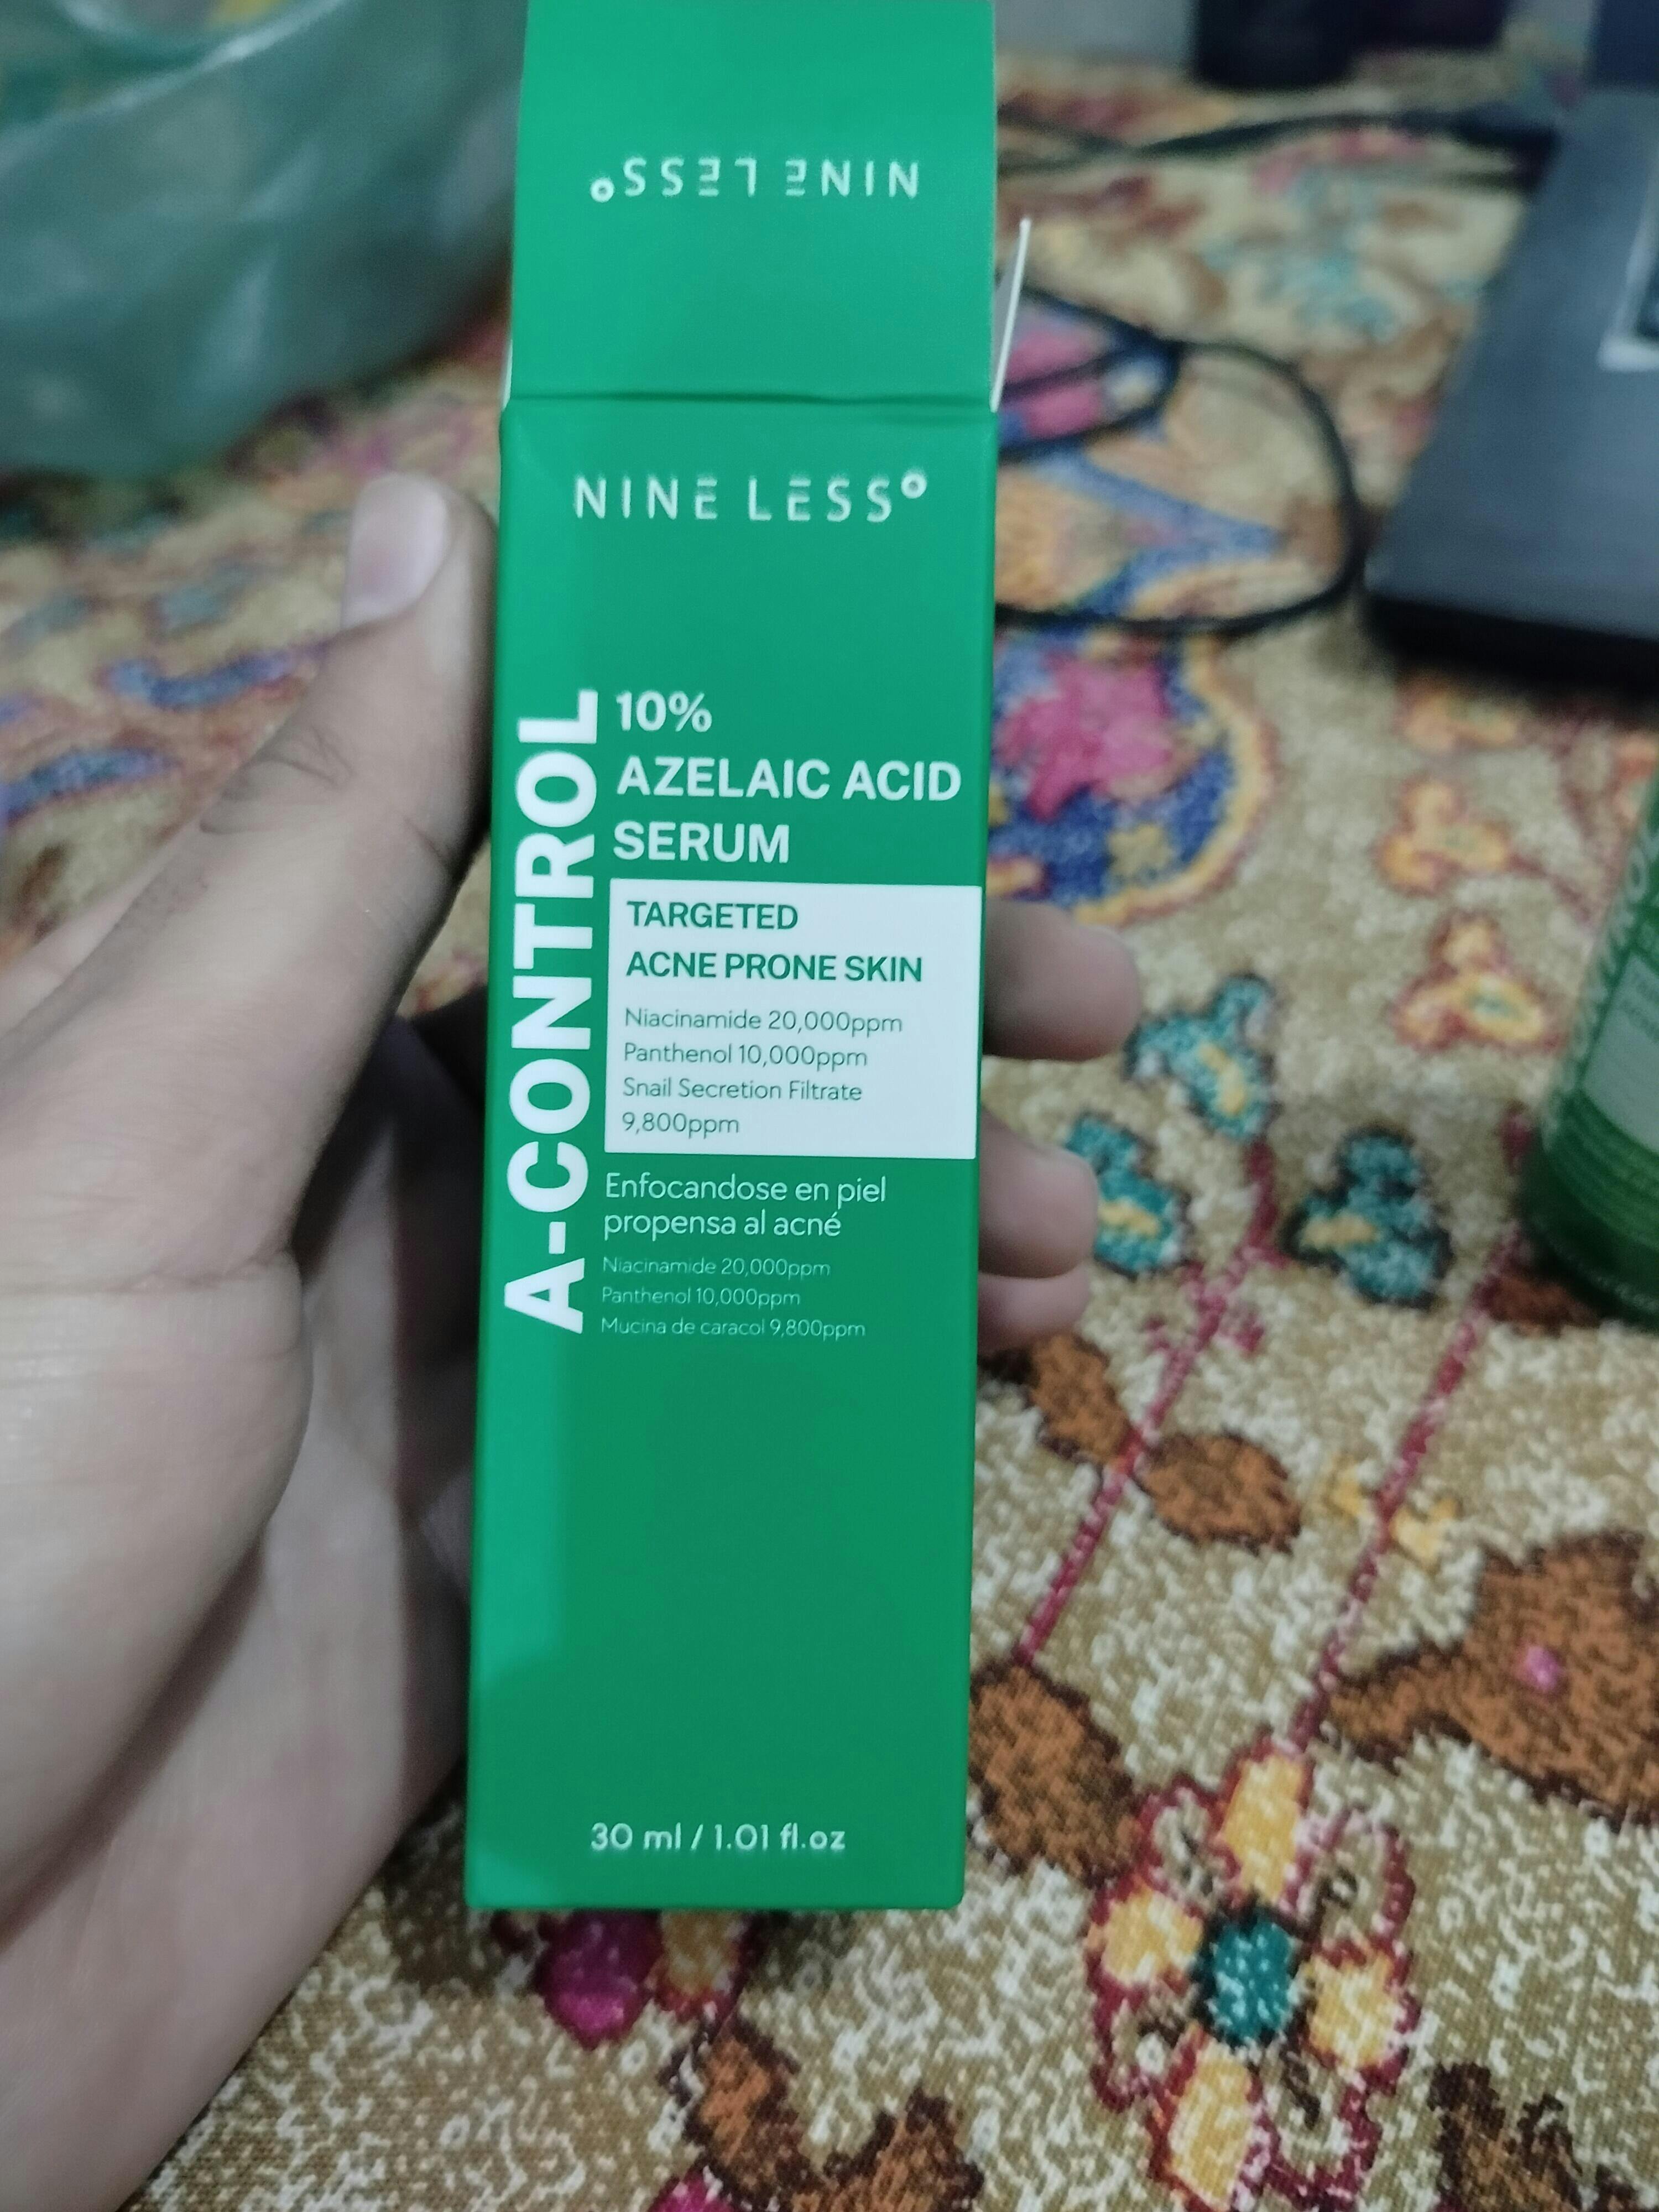 NINE LESS
NINE LESS
A-CONTROL
10%
AZELAIC ACID
SERUM
TARGETED
ACNE PRONE SKIN
Niacinamide 20,000ppm
Panthenol 10,000ppm
Snail Secretion Filtrate
9,800ppm
Enfocandose en piel
propensa al acné
Niacinamide 20,000ppm
Panthenol 10,000ppm
Mucina de caracol 9,800ppm
30 ml / 1.01 fl.oz